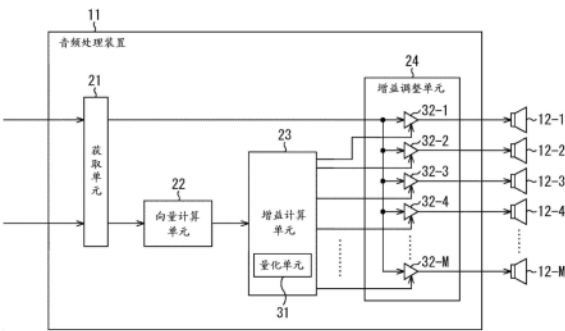 11
音频处理装置
24
增益调整单元
21
32-1
12-1
获取单元
23
32-2
12-2
22
32-3
12-3
向量计算
单元
增益计算
单元
32-4
12-4
量化单元
31
32-M
12-M